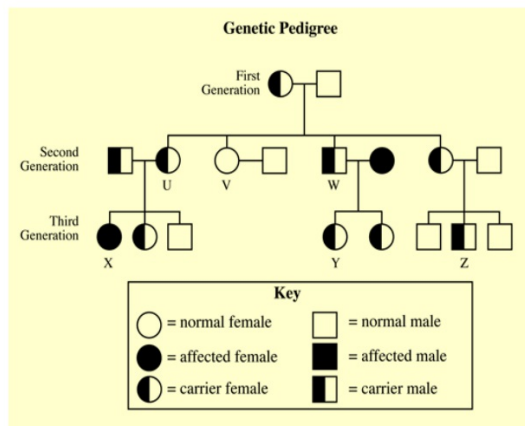 Genetic Pedigree
First
Generation
Second
Generation
U
V
W
Third
Generation
X
Y
Z
Key
= normal female
= normal male
= affected female
= affected male
= carrier female
= carrier male